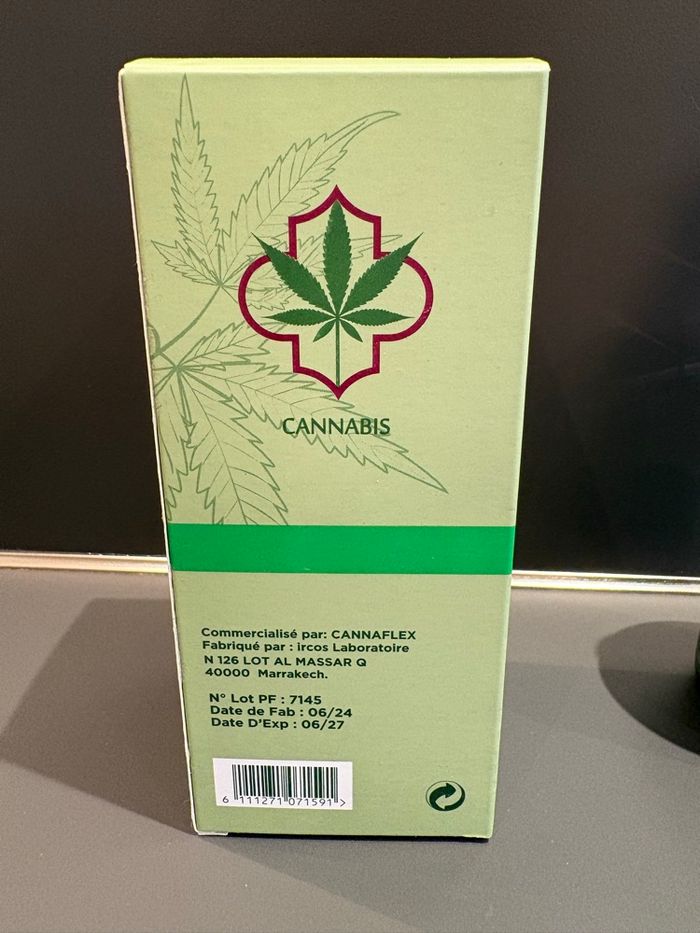 CANNABIS
Commercialisé par: CANNAFLEX
Fabriqué par : ircos Laboratoire
N 126 LOT AL MASSAR Q
40000 Marrakech.
N° Lot PF : 7145
Date de Fab : 06/24
Date D'Exp : 06/27
6 111271 071591 >